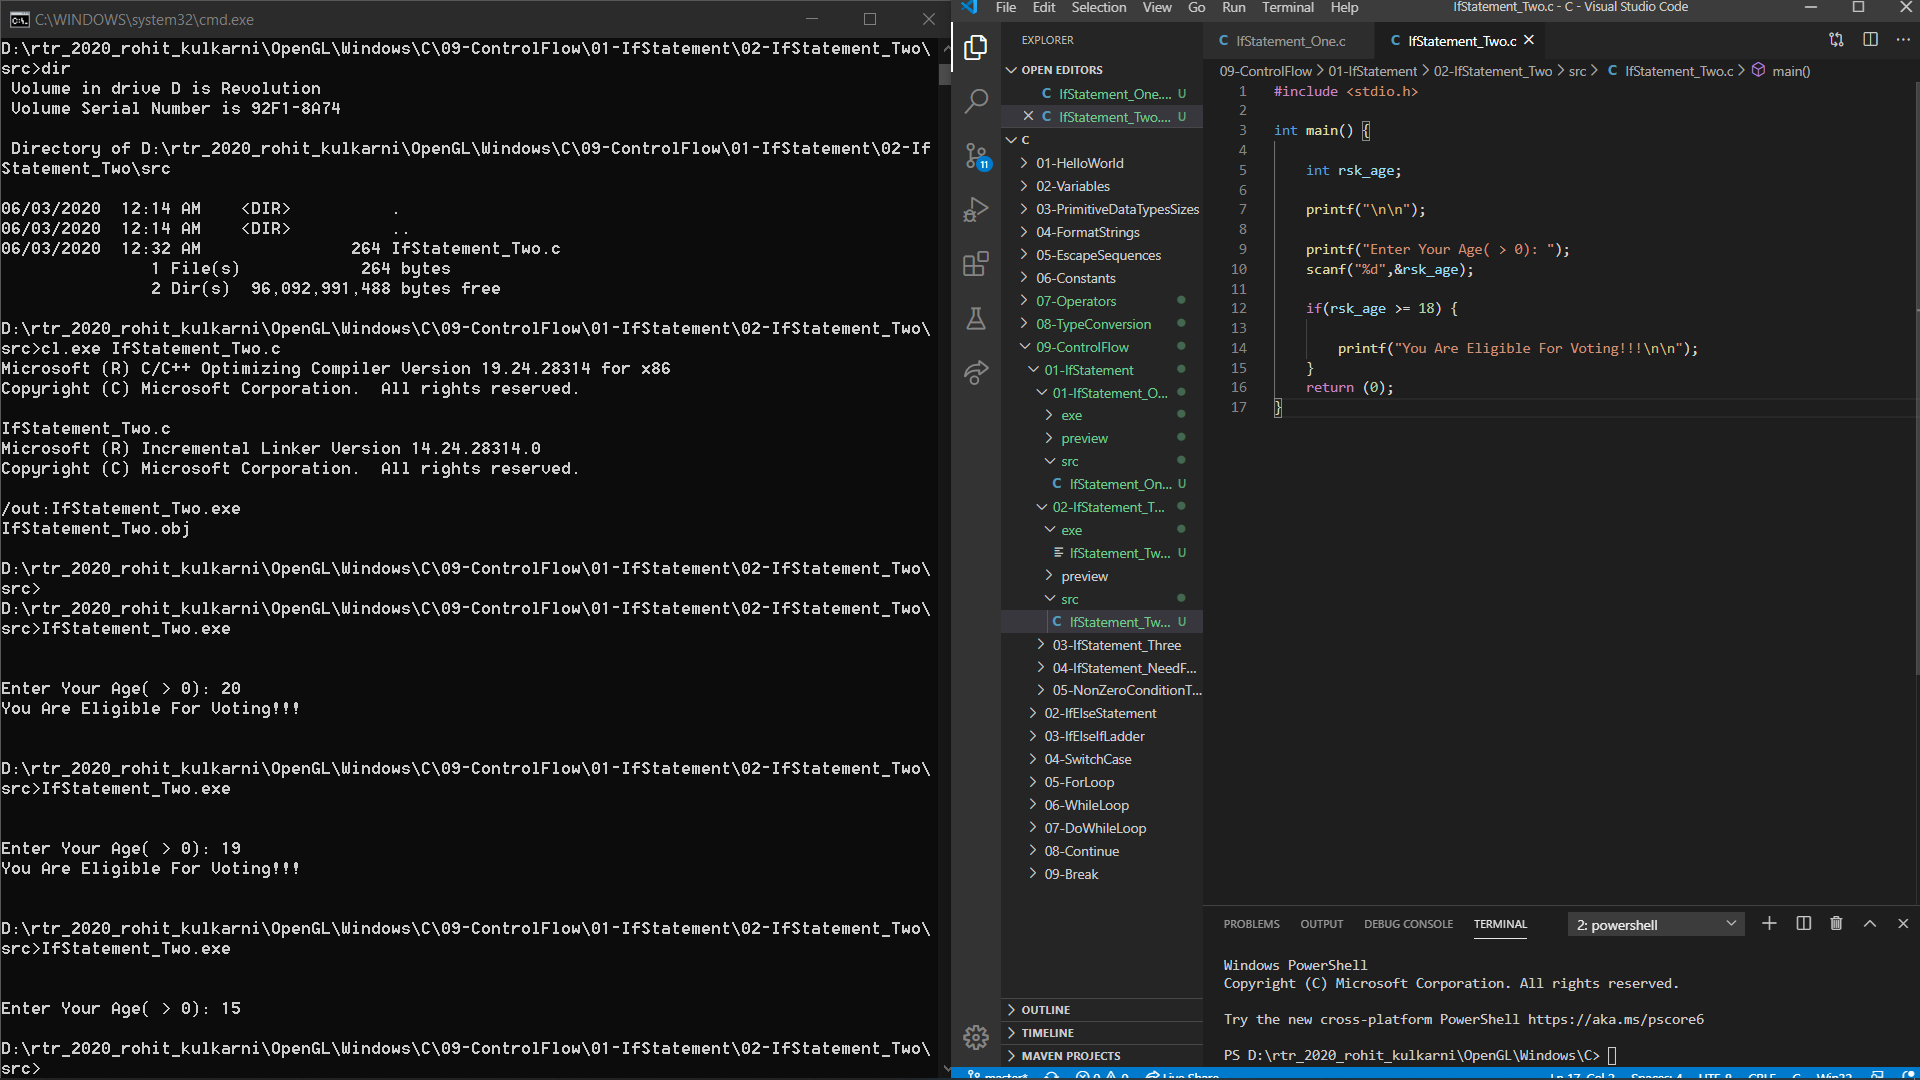 C:\WINDOWS\system32\cmd.exe
D:\rtr_2020_rohit_kulkarni\OpenGL\Windows\C\09-ControlFlow\01-IfStatement\02-IfStatement_Two\
src>dir
Volume in drive D is Revolution
Volume Serial Number is 92F1-8A74
Directory of D:\rtr_2020_rohit_kulkarni\OpenGL\Windows\C\09-ControlFlow\01-IfStatement\02-If
Statement_Two\src
06/03/2020  12:14 AM    <DIR>          .
06/03/2020  12:14 AM    <DIR>          ..
06/03/2020  12:32 AM               264 IfStatement_Two.c
1 File(s)            264 bytes
2 Dir(s)  96,092,991,488 bytes free
D:\rtr_2020_rohit_kulkarni\OpenGL\Windows\C\09-ControlFlow\01-IfStatement\02-IfStatement_Two\
src>cl.exe IfStatement_Two.c
Microsoft (R) C/C++ Optimizing Compiler Version 19.24.28314 for x86
Copyright (C) Microsoft Corporation.  All rights reserved.
IfStatement_Two.c
Microsoft (R) Incremental Linker Version 14.24.28314.0
Copyright (C) Microsoft Corporation.  All rights reserved.
/out:IfStatement_Two.exe
IfStatement_Two.obj
D:\rtr_2020_rohit_kulkarni\OpenGL\Windows\C\09-ControlFlow\01-IfStatement\02-IfStatement_Two\
src>
D:\rtr_2020_rohit_kulkarni\OpenGL\Windows\C\09-ControlFlow\01-IfStatement\02-IfStatement_Two\
src>IfStatement_Two.exe
Enter Your Age( > 0): 20
You Are Eligible For Voting!!!
D:\rtr_2020_rohit_kulkarni\OpenGL\Windows\C\09-ControlFlow\01-IfStatement\02-IfStatement_Two\
src>IfStatement_Two.exe
Enter Your Age( > 0): 19
You Are Eligible For Voting!!!
D:\rtr_2020_rohit_kulkarni\OpenGL\Windows\C\09-ControlFlow\01-IfStatement\02-IfStatement_Two\
src>IfStatement_Two.exe
Enter Your Age( > 0): 15
D:\rtr_2020_rohit_kulkarni\OpenGL\Windows\C\09-ControlFlow\01-IfStatement\02-IfStatement_Two\
src>
File Edit Selection View Go Run Terminal Help IfStatement_Two.c - C - Visual Studio Code
11
EXPLORER
OPEN EDITORS
C IfStatement_One.... U
C IfStatement_Two.... U
C
01-HelloWorld
02-Variables
03-PrimitiveDataTypesSizes
04-FormatStrings
05-EscapeSequences
06-Constants
07-Operators
08-TypeConversion
09-ControlFlow
01-IfStatement
01-IfStatement_O...
exe
preview
src
C IfStatement_On... U
02-IfStatement_T...
exe
IfStatement_Tw... U
preview
src
C IfStatement_Tw... U
03-IfStatement_Three
04-IfStatement_NeedF...
05-NonZeroConditionT...
02-IfElseStatement
03-IfElseIfLadder
04-SwitchCase
05-ForLoop
06-WhileLoop
07-DoWhileLoop
08-Continue
09-Break
OUTLINE
TIMELINE
MAVEN PROJECTS
C IfStatement_One.c C IfStatement_Two.c
09-ControlFlow > 01-IfStatement > 02-IfStatement_Two > src > C IfStatement_Two.c > main()
1 #include <stdio.h>
2
3 int main() {
4
5 int rsk_age;
6
7 printf("\n\n");
8
9 printf("Enter Your Age( > 0): ");
10 scanf("%d",&rsk_age);
11
12 if(rsk_age >= 18) {
13
14 printf("You Are Eligible For Voting!!!\n\n");
15 }
16 return (0);
17 }
PROBLEMS OUTPUT DEBUG CONSOLE TERMINAL 2: powershell
Windows PowerShell
Copyright (C) Microsoft Corporation. All rights reserved.
Try the new cross-platform PowerShell https://aka.ms/pscore6
PS D:\rtr_2020_rohit_kulkarni\OpenGL\Windows\C>
master* 0 0 Live Share Ln 17, Col 2 Spaces: 4 UTF-8 CRLF C Win32